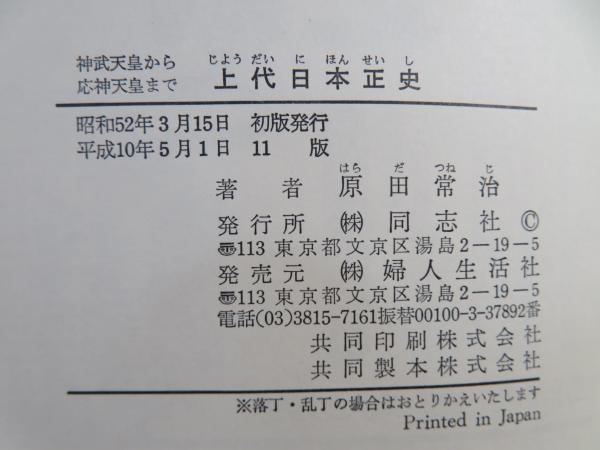 神武天皇から
応神天皇まで
じよう だい に ほん せい し
上代日本正史
昭和52年3月15日 初版発行
平成10年5月1日 11 版
はら だ つね じ
著者 原田常治
発行所 ㈱ 同志社 ©
〠113 東京都文京区湯島2―19―5
発売元 ㈱ 婦人生活社
〠113 東京都文京区湯島2―19―5
電話(03)3815-7161振替00100-3-37892番
共同印刷株式会社
共同製本株式会社
※落丁・乱丁の場合はおとりかえいたします
Printed in Japan